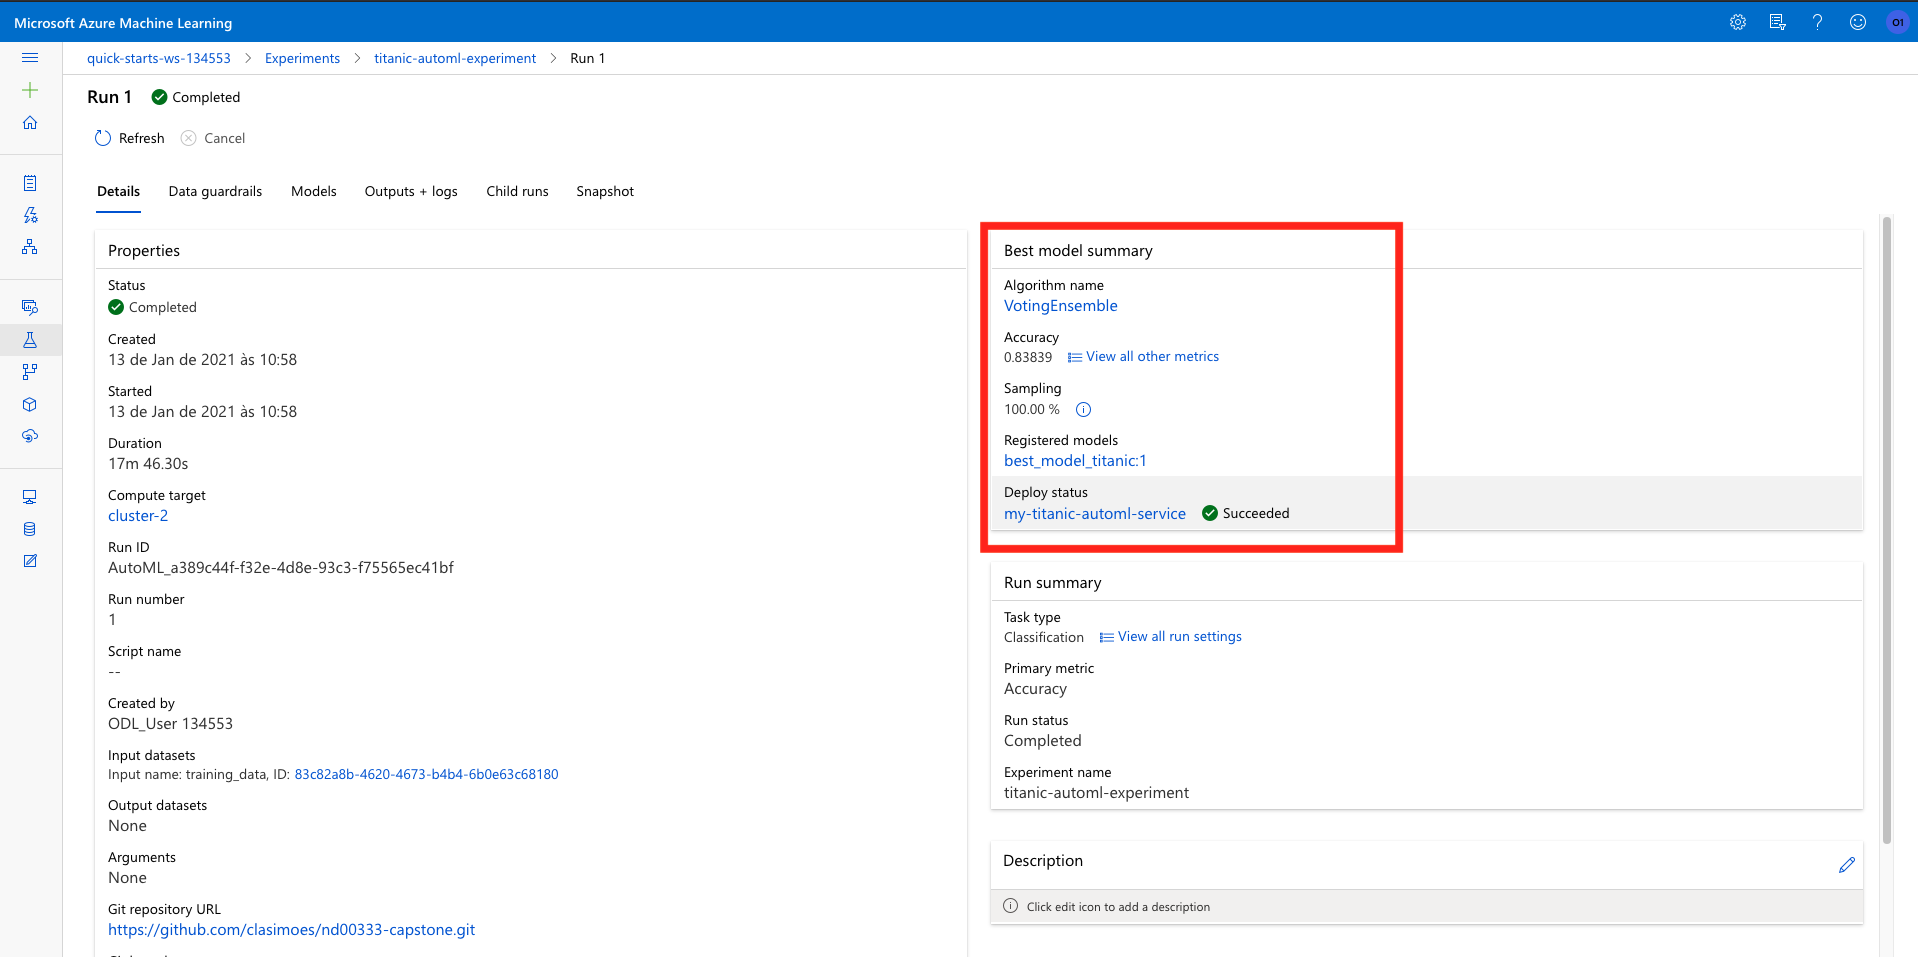 Microsoft Azure Machine Learning
O1
quick-starts-ws-134553 > Experiments > titanic-automl-experiment > Run 1
Run 1 Completed
Refresh Cancel
Details Data guardrails Models Outputs + logs Child runs Snapshot
Properties
Status
Completed
Created
13 de Jan de 2021 às 10:58
Started
13 de Jan de 2021 às 10:58
Duration
17m 46.30s
Compute target
cluster-2
Run ID
AutoML_a389c44f-f32e-4d8e-93c3-f75565ec41bf
Run number
1
Script name
--
Created by
ODL_User 134553
Input datasets
Input name: training_data, ID: 83c82a8b-4620-4673-b4b4-6b0e63c68180
Output datasets
None
Arguments
None
Git repository URL
https://github.com/clasimoes/nd00333-capstone.git
Best model summary
Algorithm name
VotingEnsemble
Accuracy
0.83839 View all other metrics
Sampling
100.00 %
Registered models
best_model_titanic:1
Deploy status
my-titanic-automl-service Succeeded
Run summary
Task type
Classification View all run settings
Primary metric
Accuracy
Run status
Completed
Experiment name
titanic-automl-experiment
Description
Click edit icon to add a description